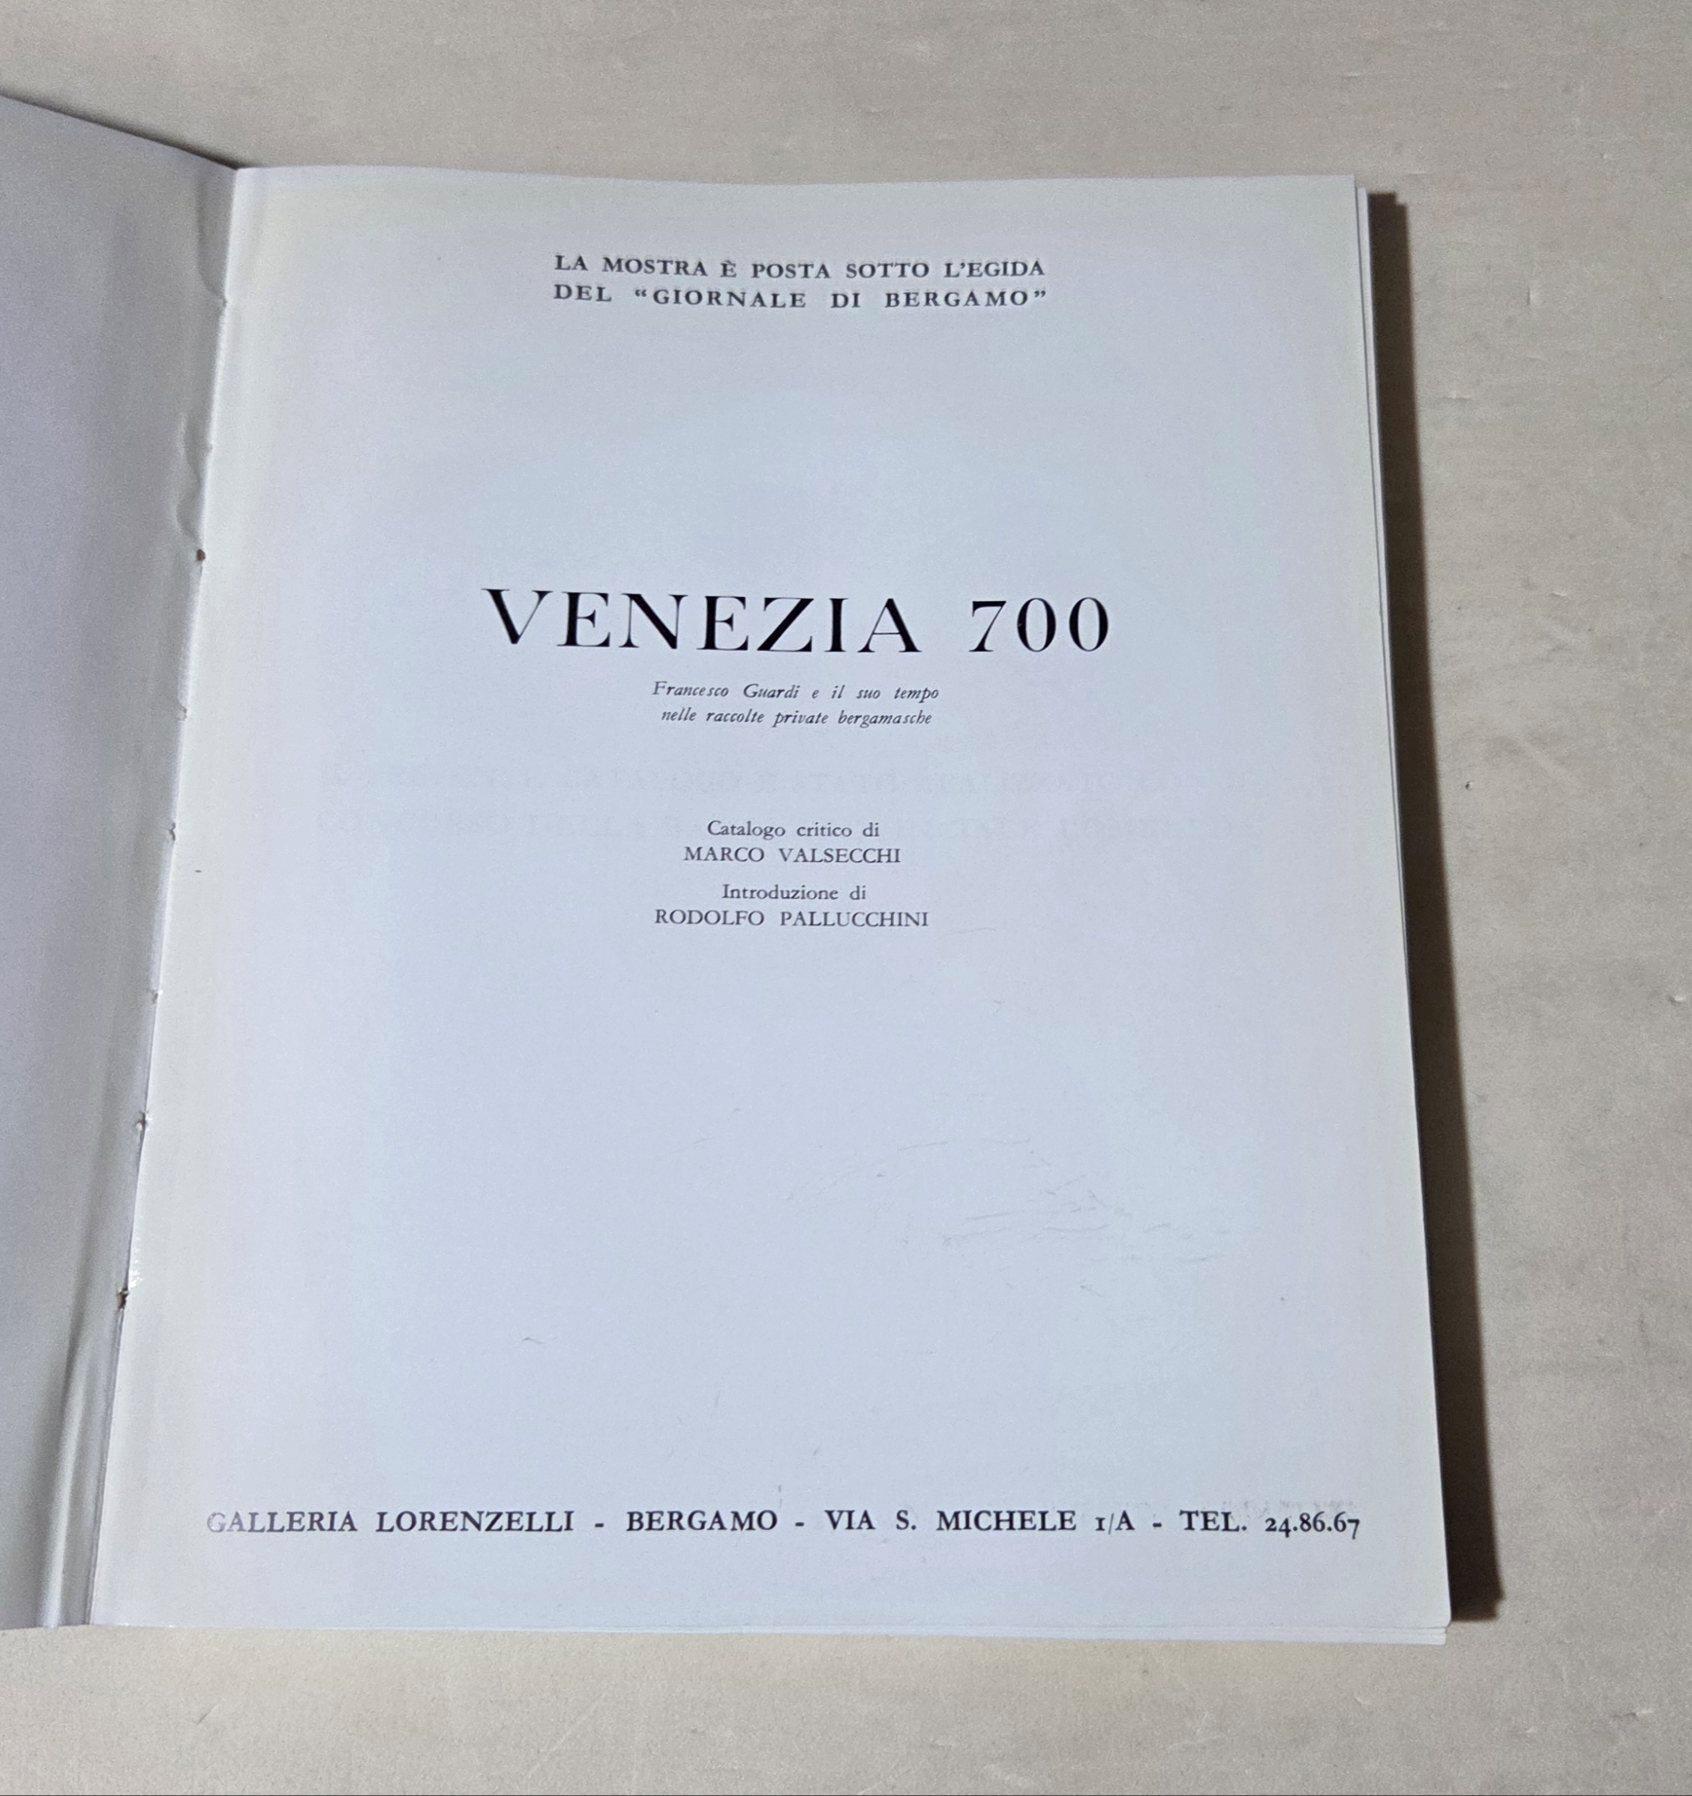 LA MOSTRA È POSTA SOTTO L'EGIDA
DEL “GIORNALE DI BERGAMO”
VENEZIA 700
Francesco Guardi e il suo tempo
nelle raccolte private bergamasche
Catalogo critico di
MARCO VALSECCHI
Introduzione di
RODOLFO PALLUCCHINI
GALLERIA LORENZELLI - BERGAMO - VIA S. MICHELE 1/A - TEL. 24.86.67